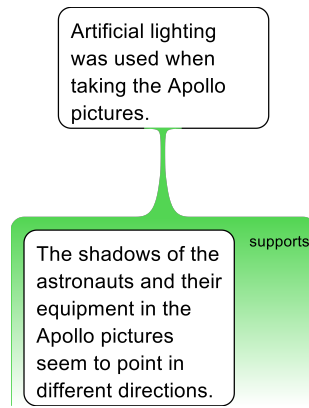 Artificial lighting
was used when
taking the Apollo
pictures.
supports
The shadows of the
astronauts and their
equipment in the
Apollo pictures
seem to point in
different directions.